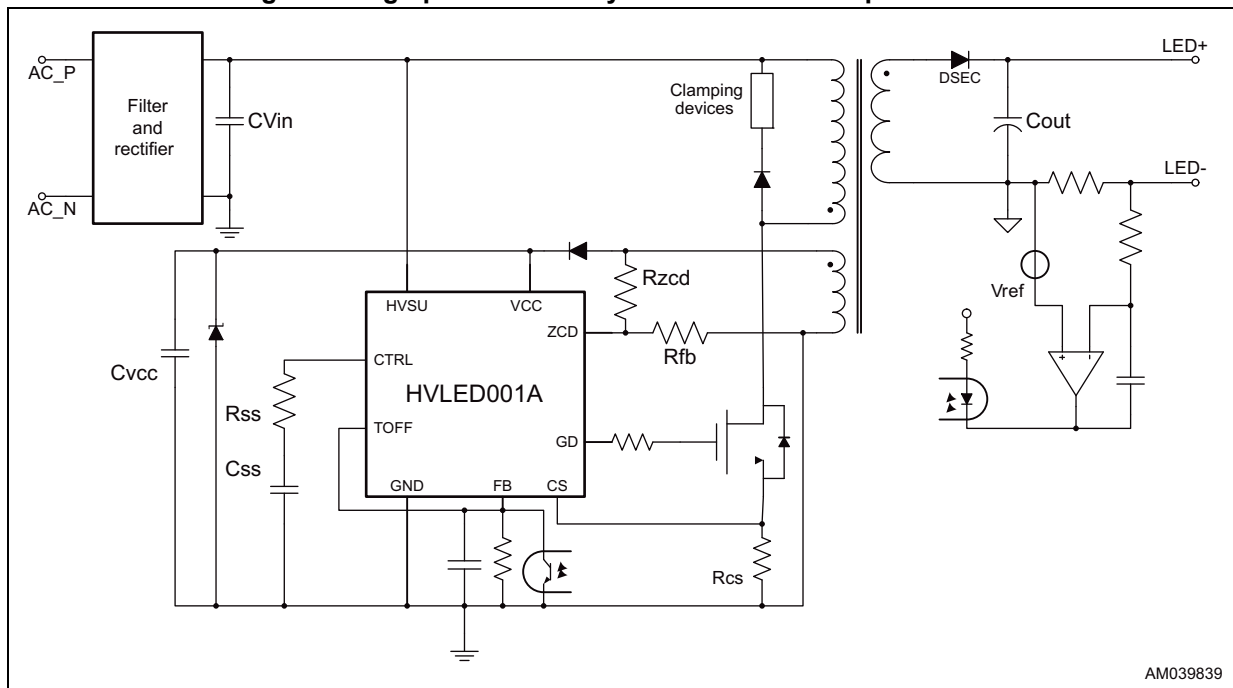 AC_P
AC_N
Filter
and
rectifier
CVin
Clamping
devices
DSEC
LED+
Cout
LED-
Vref
+
-
HVSU
VCC
ZCD
Rzcd
Rfb
CTRL
HVLED001A
TOFF
GD
GND
FB
CS
Cvcc
Rss
Css
Rcs
AM039839